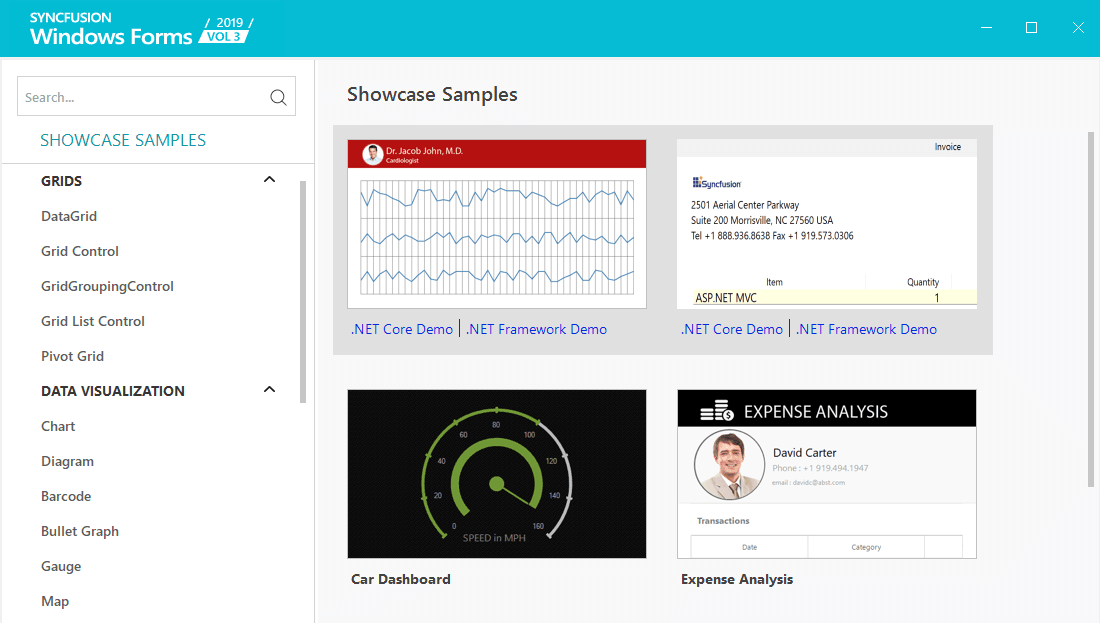 SYNCFUSION
Windows Forms
/ 2019 /
VOL 3
Search...
SHOWCASE SAMPLES
GRIDS
DataGrid
Grid Control
GridGroupingControl
Grid List Control
Pivot Grid
DATA VISUALIZATION
Chart
Diagram
Barcode
Bullet Graph
Gauge
Map
Showcase Samples
Dr. Jacob John, M.D.
Cardiologist
.NET Core Demo | .NET Framework Demo
Invoice
Syncfusion
2501 Aerial Center Parkway
Suite 200 Morrisville, NC 27560 USA
Tel +1 888.936.8638 Fax +1 919.573.0306
Item Quantity
ASP.NET MVC 1
.NET Core Demo | .NET Framework Demo
0 20 40 60 80 100 120 140 160
SPEED in MPH
Car Dashboard
EXPENSE ANALYSIS
David Carter
Phone : +1 919.494.1947
email : davidc@abst.com
Transactions
Date Category
Expense Analysis